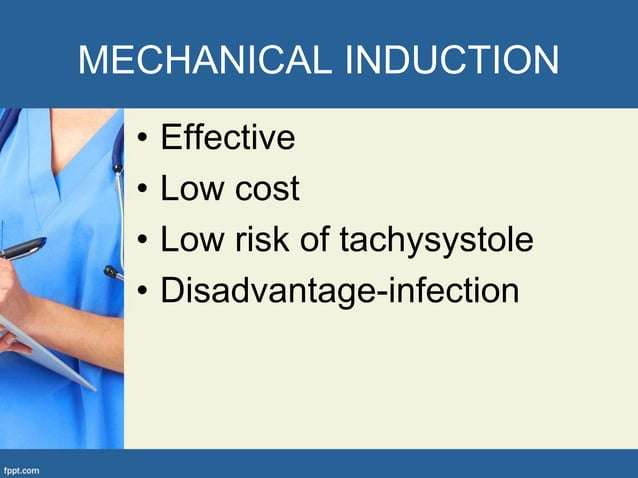 MECHANICAL INDUCTION
• Effective
• Low cost
• Low risk of tachysystole
• Disadvantage-infection
fppt.com